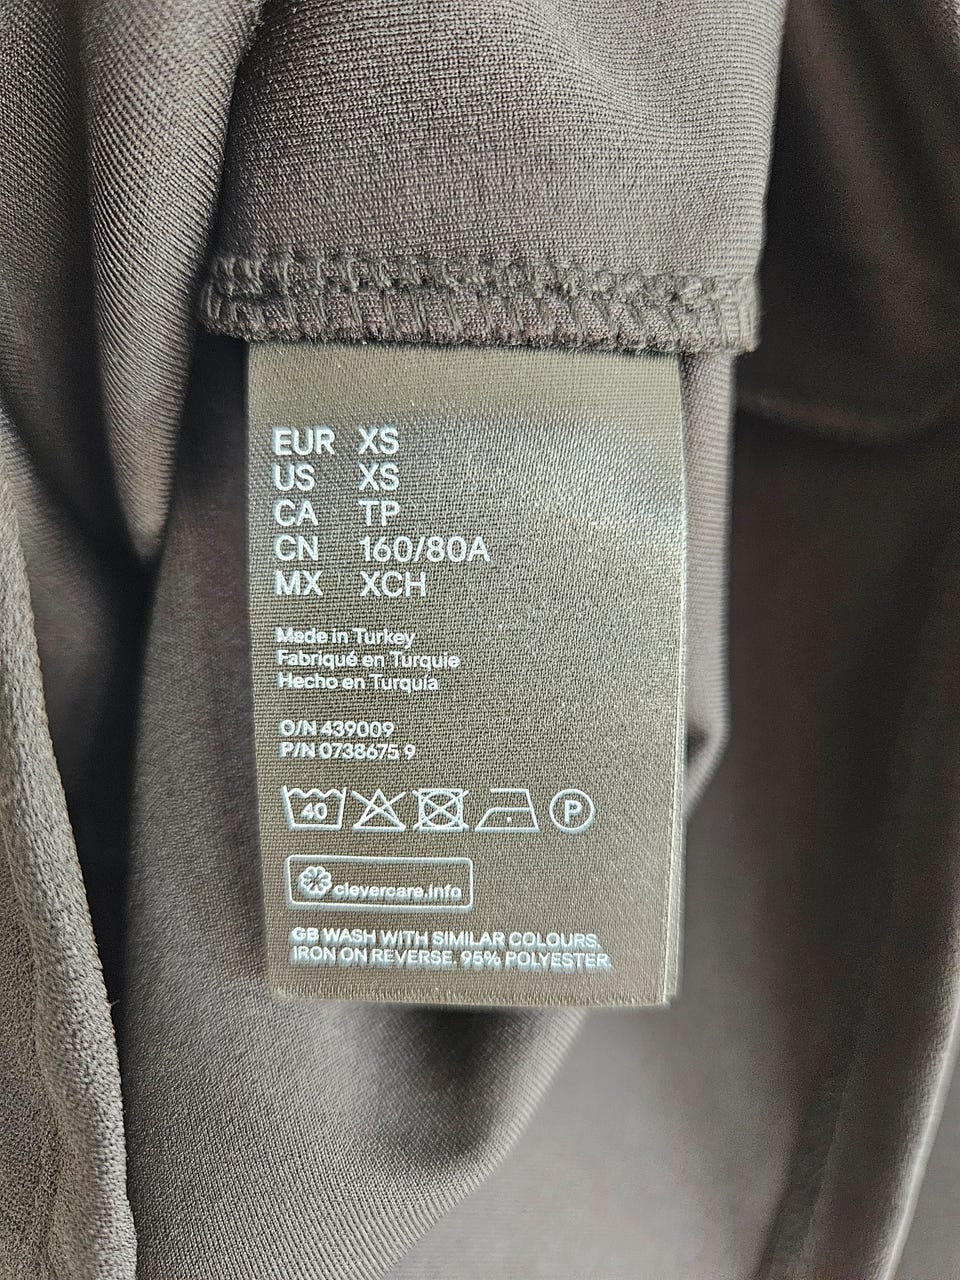 EUR XS
US XS
CA TP
CN 160/80A
MX XCH
Made in Turkey
Fabriqué en Turquie
Hecho en Turquía
O/N 439009
P/N 0738675 9
40 P
clevercare.info
GB WASH WITH SIMILAR COLOURS.
IRON ON REVERSE. 95% POLYESTER.